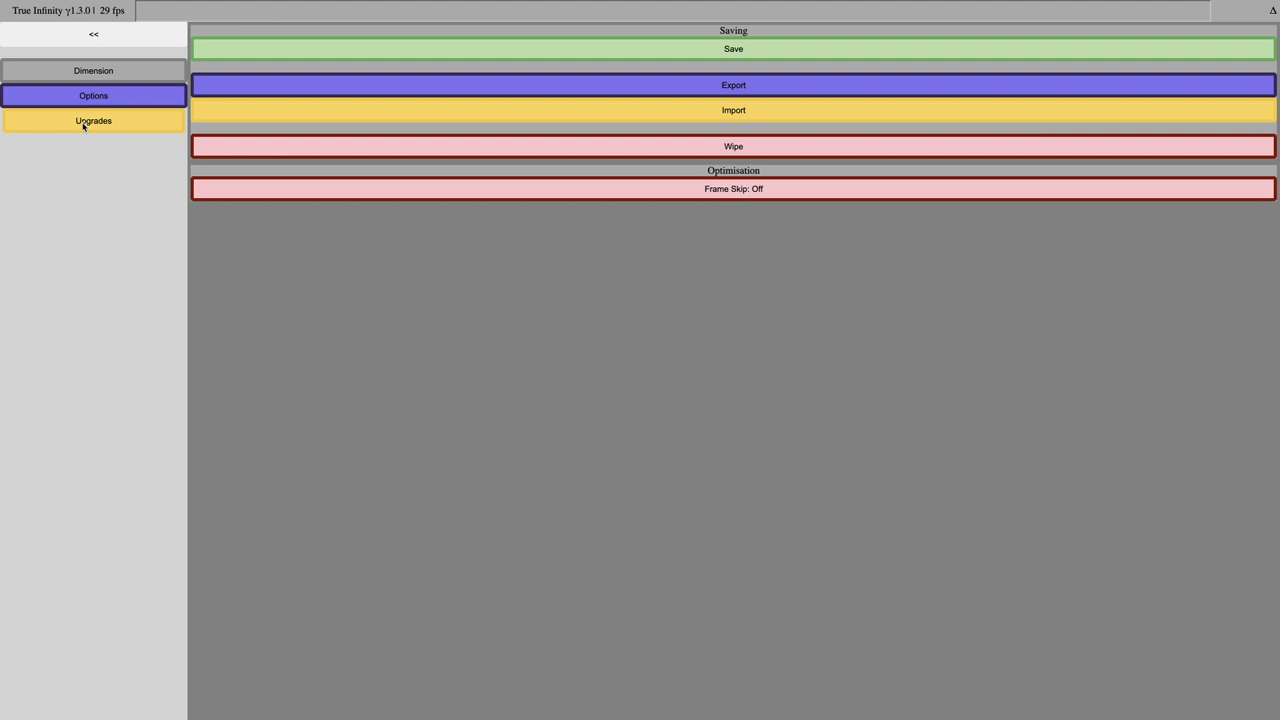 True Infinity γ1.3.0 | 29 fps
Δ
<<
Dimension
Options
Upgrades
Saving
Save
Export
Import
Wipe
Optimisation
Frame Skip: Off